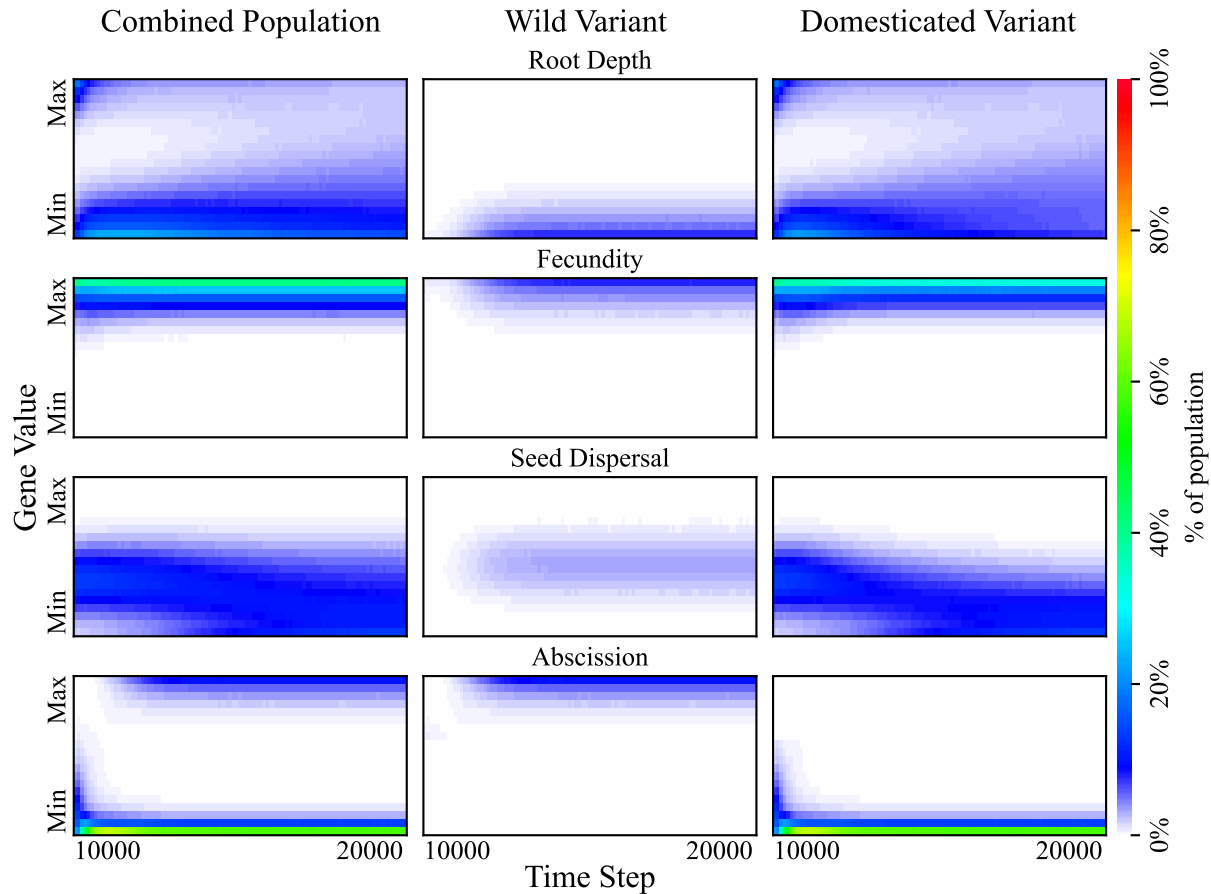 Combined Population
Wild Variant
Domesticated Variant
Root Depth
Max
Min
Fecundity
Max
Min
Seed Dispersal
Max
Min
Abscission
Max
Min
Gene Value
10000
20000
10000
20000
10000
20000
Time Step
100%
80%
60%
40%
20%
0%
% of population